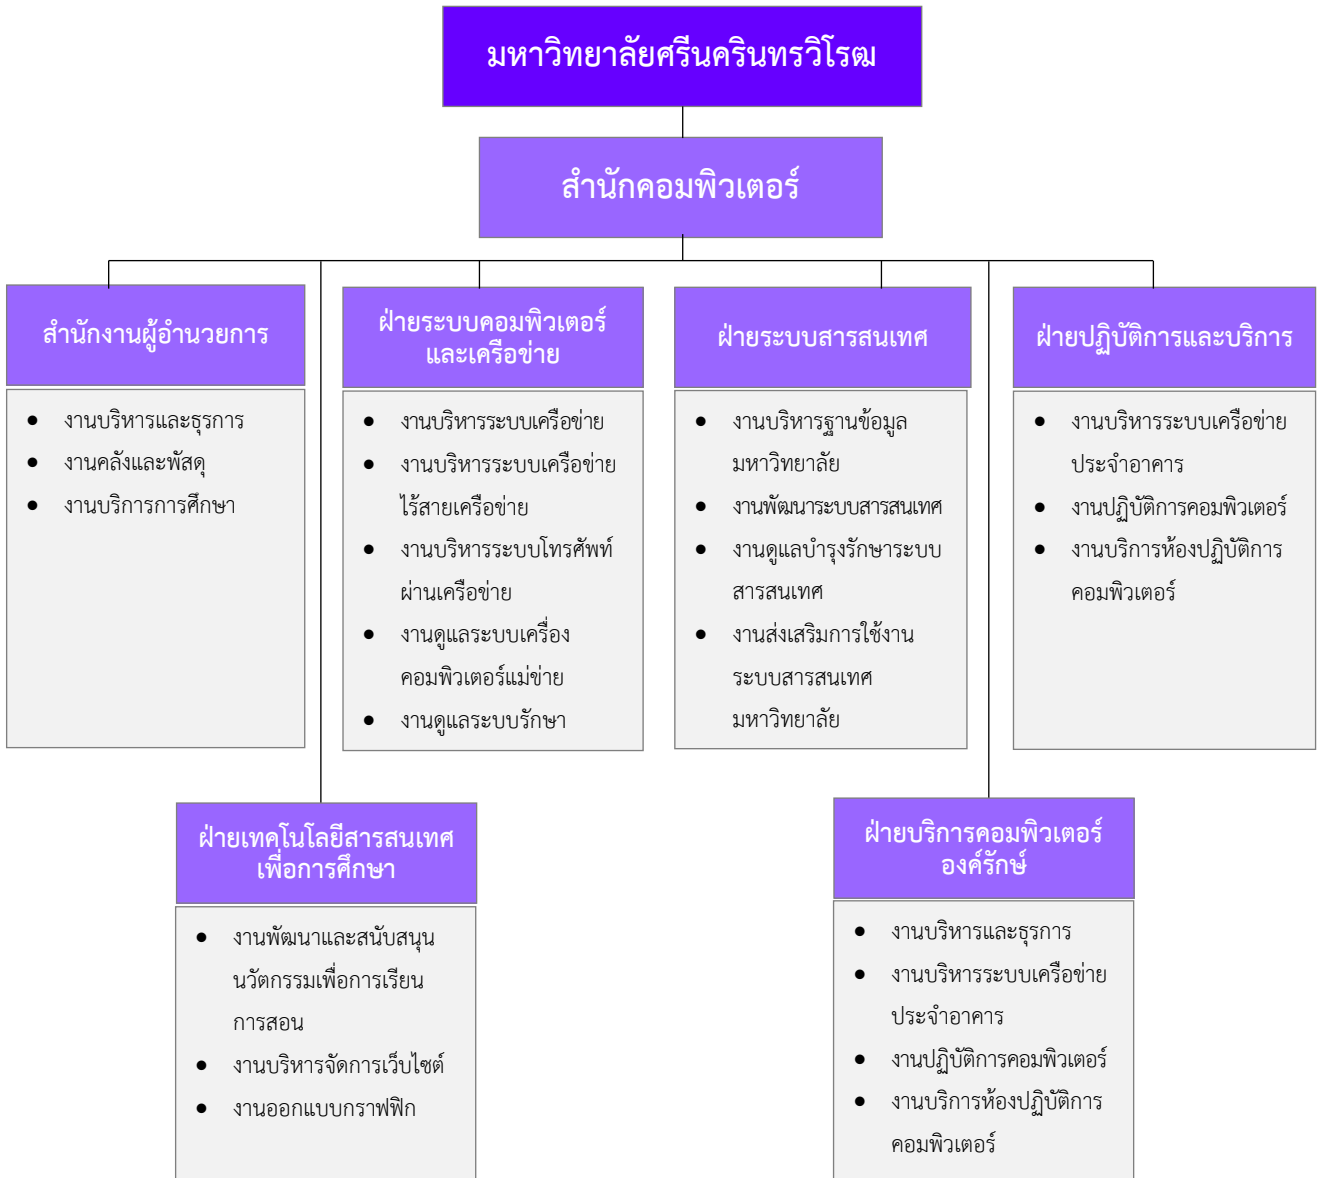 มหาวิทยาลัยศรีนครินทรวิโรฒ
สำนักคอมพิวเตอร์
สำนักงานผู้อำนวยการ
● งานบริหารและธุรการ
● งานคลังและพัสดุ
● งานบริการการศึกษา
ฝ่ายระบบคอมพิวเตอร์
และเครือข่าย
● งานบริหารระบบเครือข่าย
● งานบริหารระบบเครือข่าย
ไร้สายเครือข่าย
● งานบริหารระบบโทรศัพท์
ผ่านเครือข่าย
● งานดูแลระบบเครื่อง
คอมพิวเตอร์แม่ข่าย
● งานดูแลระบบรักษา
ฝ่ายระบบสารสนเทศ
● งานบริหารฐานข้อมูล
มหาวิทยาลัย
● งานพัฒนาระบบสารสนเทศ
● งานดูแลบำรุงรักษาระบบ
สารสนเทศ
● งานส่งเสริมการใช้งาน
ระบบสารสนเทศ
มหาวิทยาลัย
ฝ่ายปฏิบัติการและบริการ
● งานบริหารระบบเครือข่าย
ประจำอาคาร
● งานปฏิบัติการคอมพิวเตอร์
● งานบริการห้องปฏิบัติการ
คอมพิวเตอร์
ฝ่ายเทคโนโลยีสารสนเทศ
เพื่อการศึกษา
● งานพัฒนาและสนับสนุน
นวัตกรรมเพื่อการเรียน
การสอน
● งานบริหารจัดการเว็บไซต์
● งานออกแบบกราฟฟิก
ฝ่ายบริการคอมพิวเตอร์
องค์รักษ์
● งานบริหารและธุรการ
● งานบริหารระบบเครือข่าย
ประจำอาคาร
● งานปฏิบัติการคอมพิวเตอร์
● งานบริการห้องปฏิบัติการ
คอมพิวเตอร์